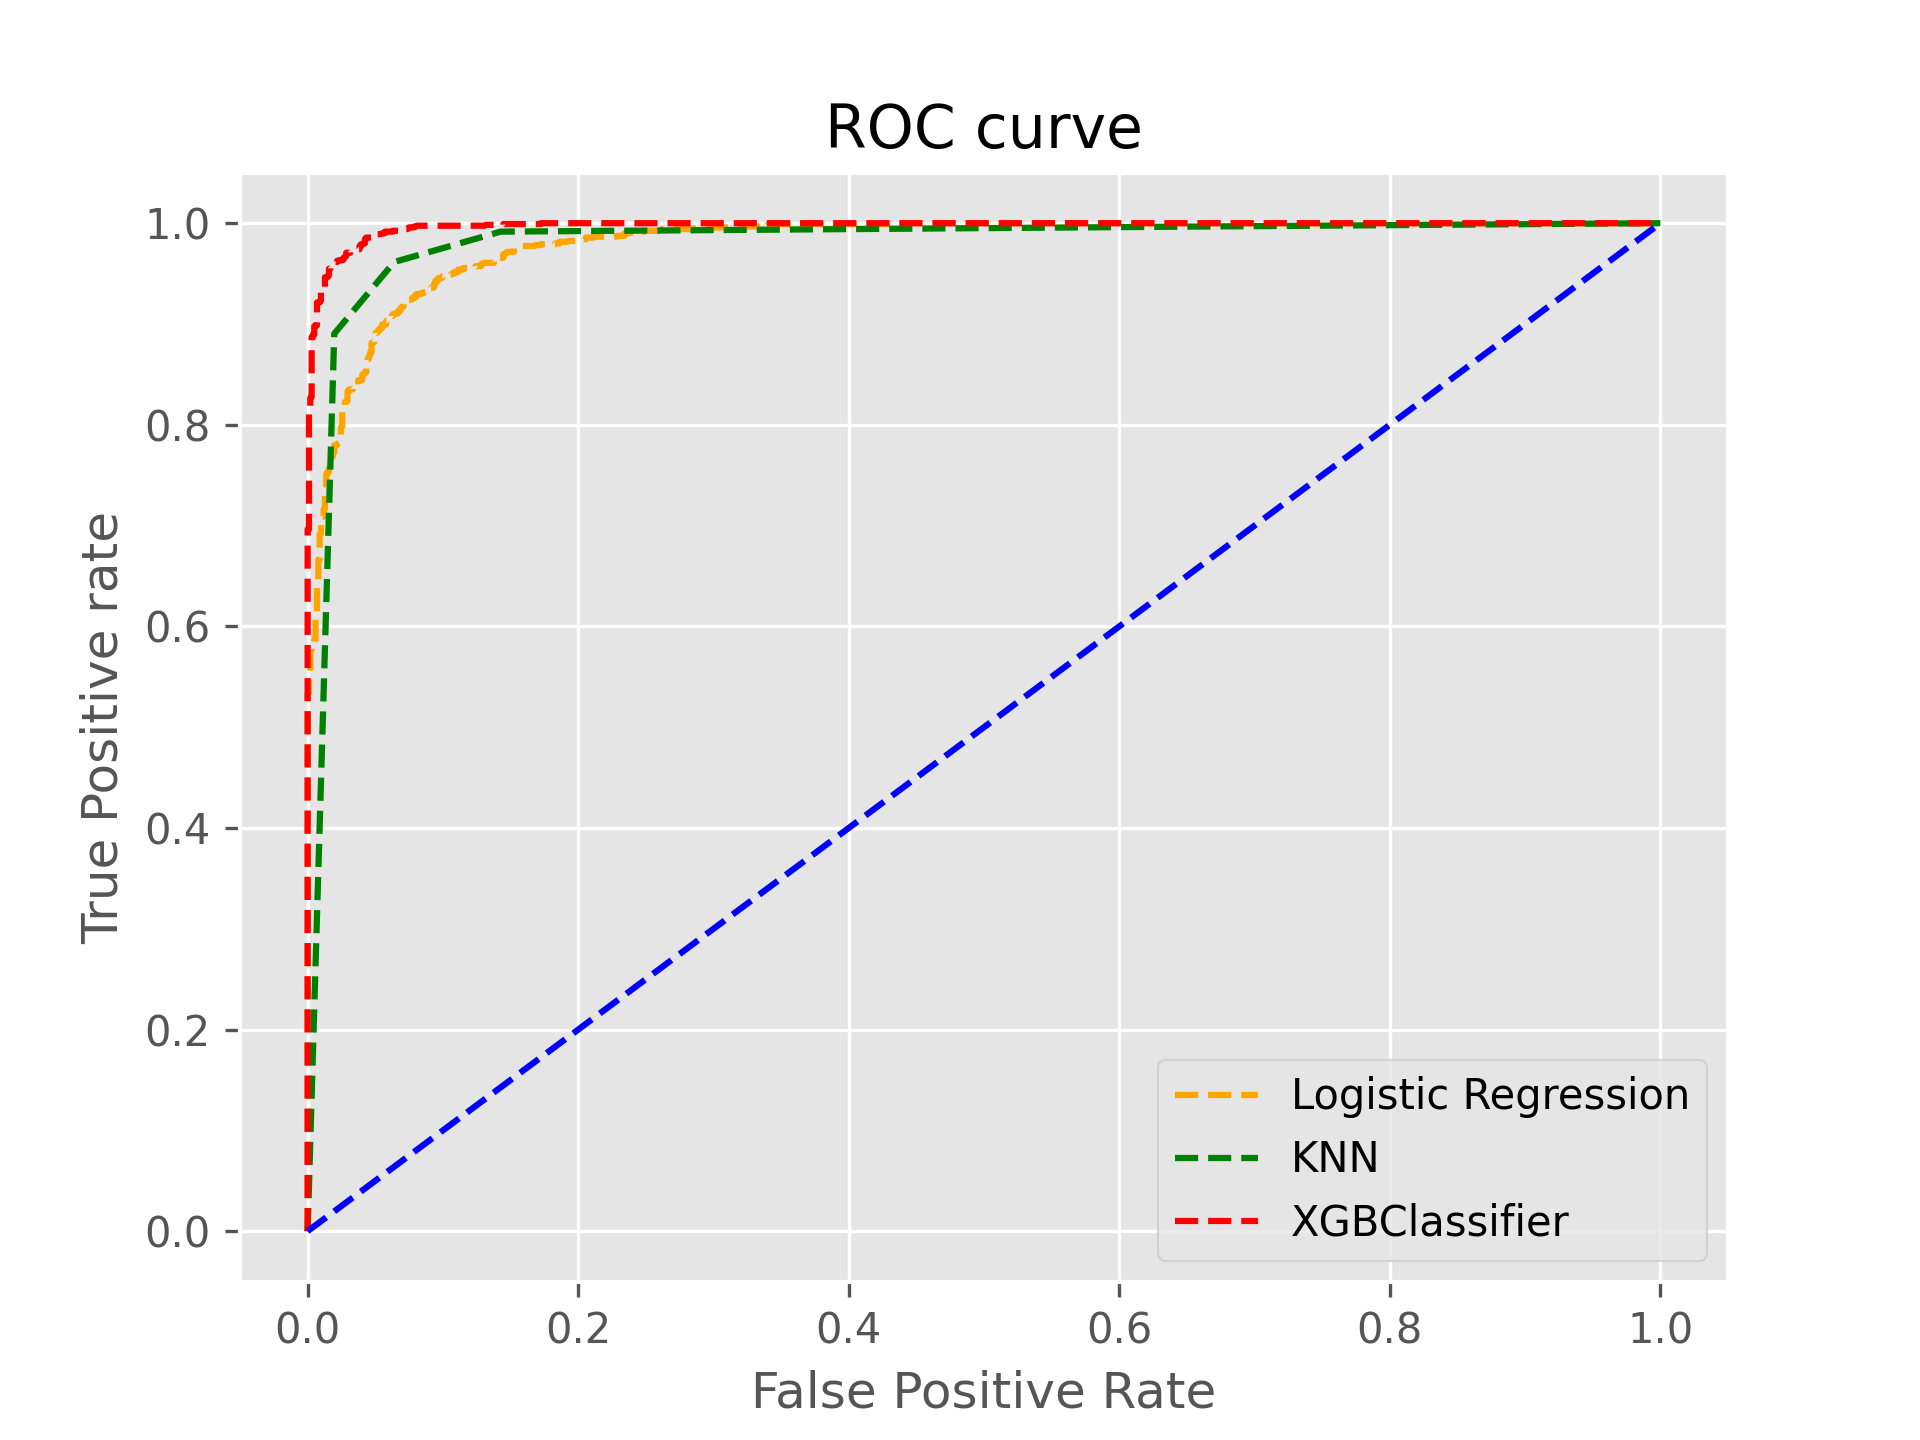 ROC curve
1.0
0.8
0.6
0.4
0.2
0.0
True Positive rate
Logistic Regression
KNN
XGBClassifier
0.0 0.2 0.4 0.6 0.8 1.0
False Positive Rate